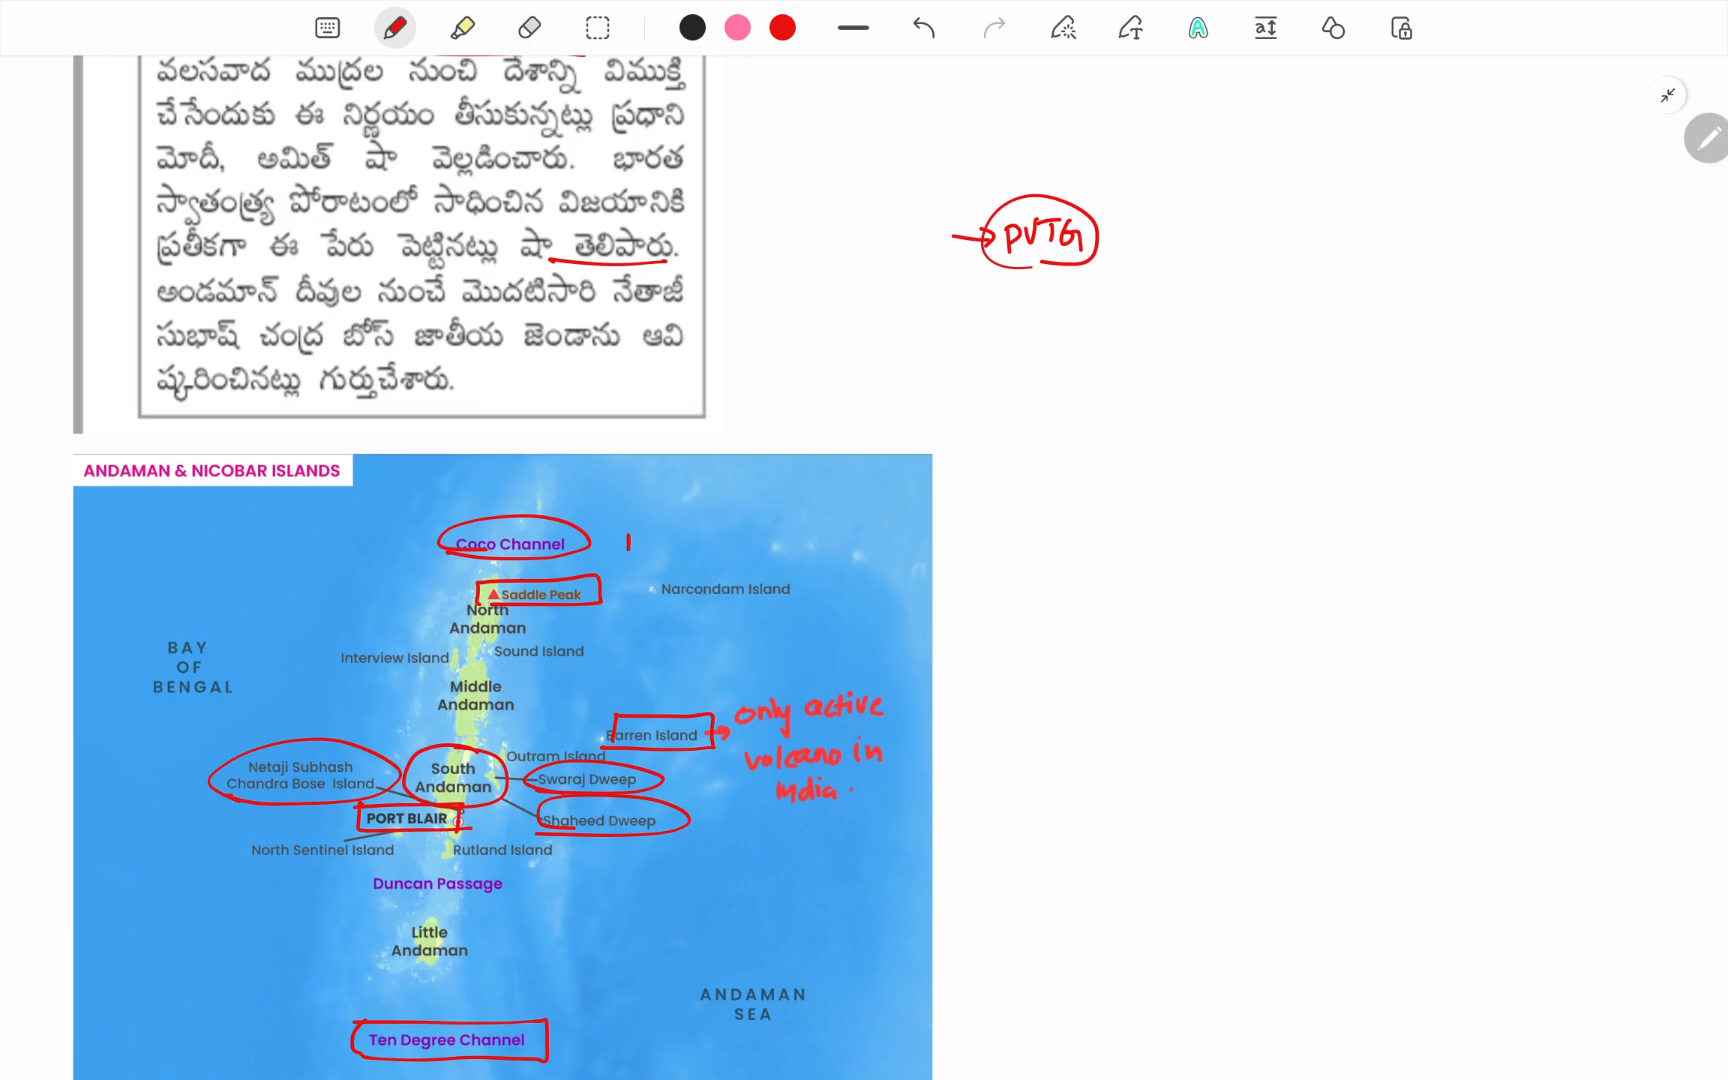 వలసవాద ముద్రల నుంచి దేశాన్ని విముక్తి
చేసేందుకు ఈ నిర్ణయం తీసుకున్నట్లు ప్రధాని
మోదీ, అమిత్ షా వెల్లడించారు. భారత
స్వాతంత్ర్య పోరాటంలో సాధించిన విజయానికి
ప్రతీకగా ఈ పేరు పెట్టినట్లు షా తెలిపారు.
అండమాన్ దీవుల నుంచే మొదటిసారి నేతాజీ
సుభాష్ చంద్ర బోస్ జాతీయ జెండాను ఆవి
ష్కరించినట్లు గుర్తుచేశారు.
PVTG
ANDAMAN & NICOBAR ISLANDS
Coco Channel
Saddle Peak
Narcondam Island
North
Andaman
Sound Island
Interview Island
BAY
OF
BENGAL
Middle
Andaman
only active
volcano in
India.
Barren Island
Outram Island
Netaji Subhash
Chandra Bose Island
South
Andaman
Swaraj Dweep
PORT BLAIR
Shaheed Dweep
North Sentinel Island
Rutland Island
Duncan Passage
Little
Andaman
ANDAMAN
SEA
Ten Degree Channel